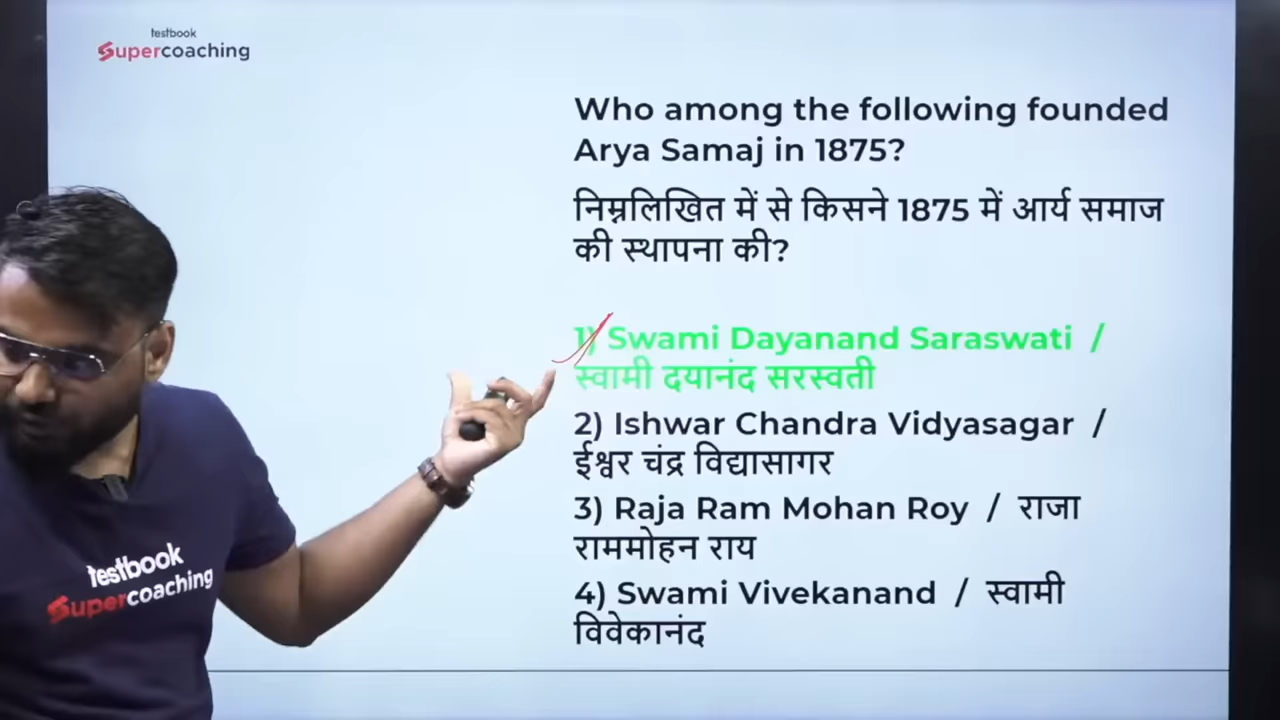 testbook
Supercoaching
Who among the following founded
Arya Samaj in 1875?
निम्नलिखित में से किसने 1875 में आर्य समाज
की स्थापना की?
1) Swami Dayanand Saraswati /
स्वामी दयानंद सरस्वती
2) Ishwar Chandra Vidyasagar /
ईश्वर चंद्र विद्यासागर
3) Raja Ram Mohan Roy / राजा
राममोहन राय
4) Swami Vivekanand / स्वामी
विवेकानंद
testbook
Supercoaching